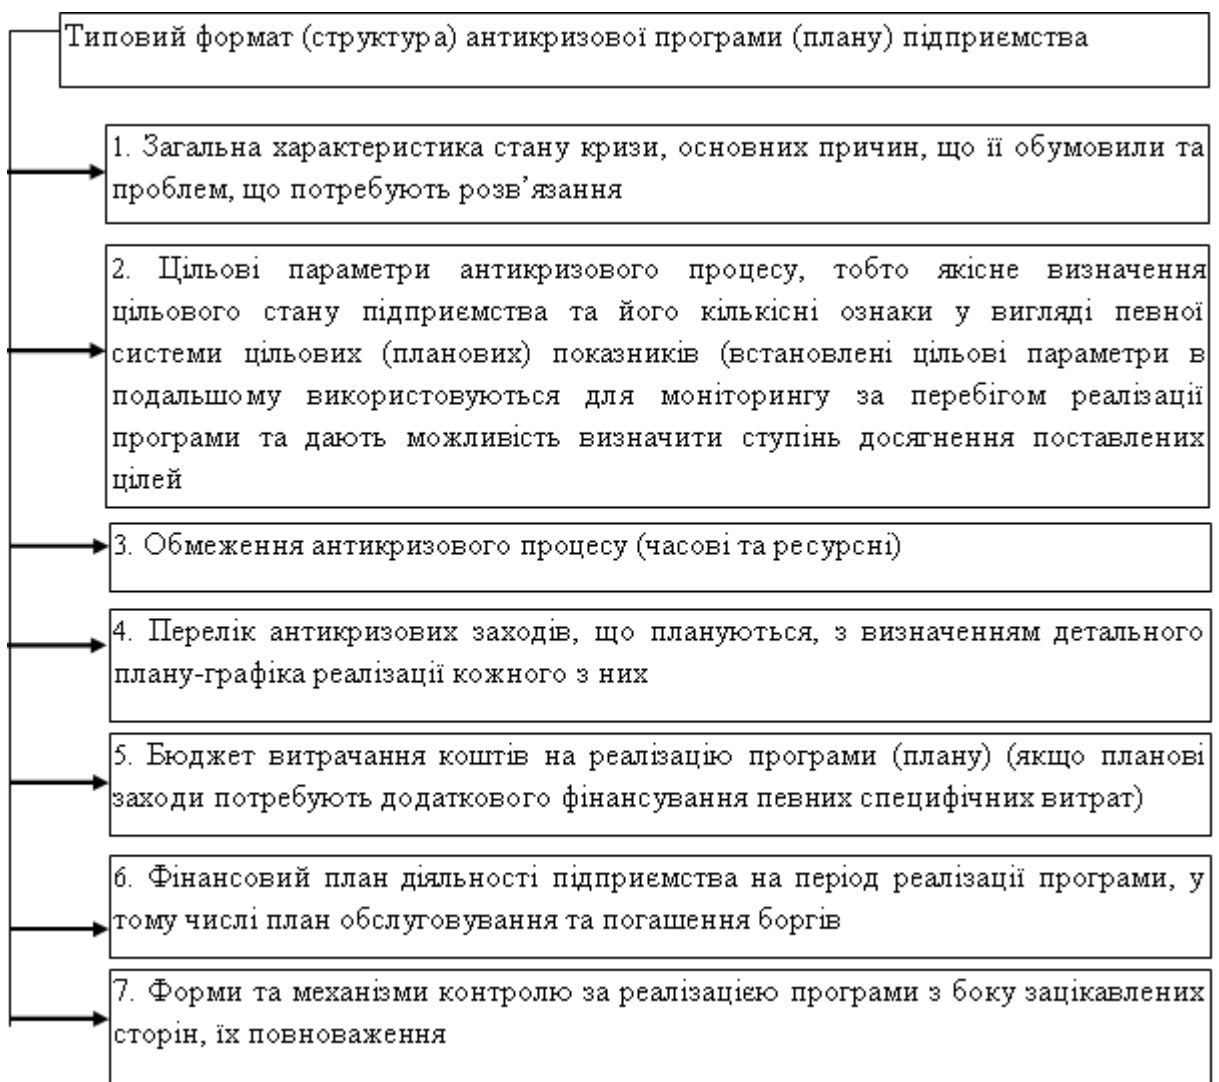 Типовий формат (структура) антикризової програми (плану) підприємства
1. Загальна характеристика стану кризи, основних причин, що її обумовили та
проблем, що потребують розв’язання
2. Цільові параметри антикризового процесу, тобто якісне визначення
цільового стану підприємства та його кількісні ознаки у вигляді певної
системи цільових (планових) показників (встановлені цільові параметри в
подальшому використовуються для моніторингу за перебігом реалізації
програми та дають можливість визначити ступінь досягнення поставлених
цілей
3. Обмеження антикризового процесу (часові та ресурсні)
4. Перелік антикризових заходів, що плануються, з визначенням детального
плану-графіка реалізації кожного з них
5. Бюджет витрачання коштів на реалізацію програми (плану) (якщо планові
заходи потребують додаткового фінансування певних специфічних витрат)
6. Фінансовий план діяльності підприємства на період реалізації програми, у
тому числі план обслуговування та погашення боргів
7. Форми та механізми контролю за реалізацією програми з боку зацікавлених
сторін, їх повноваження